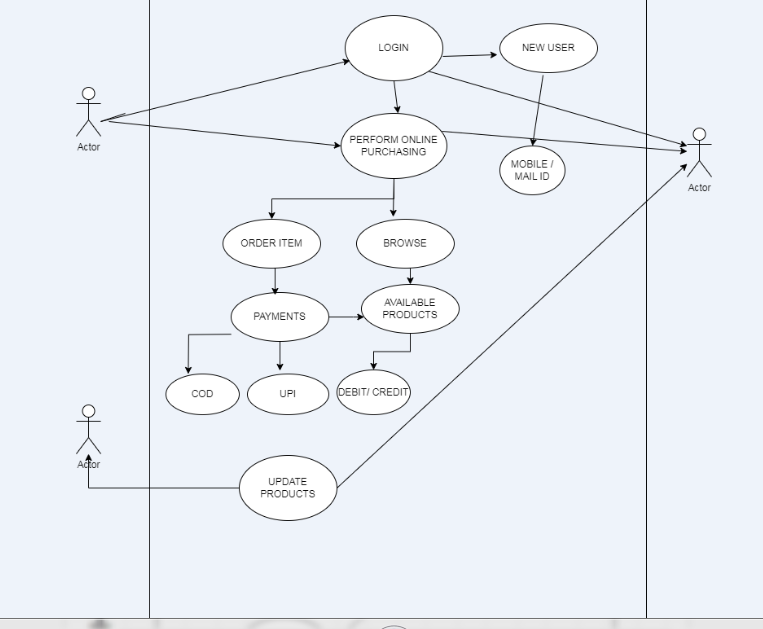 LOGIN
NEW USER
Actor
PERFORM ONLINE
PURCHASING
MOBILE /
MAIL ID
Actor
ORDER ITEM
BROWSE
PAYMENTS
AVAILABLE
PRODUCTS
COD
UPI
DEBIT/ CREDIT
Actor
UPDATE
PRODUCTS